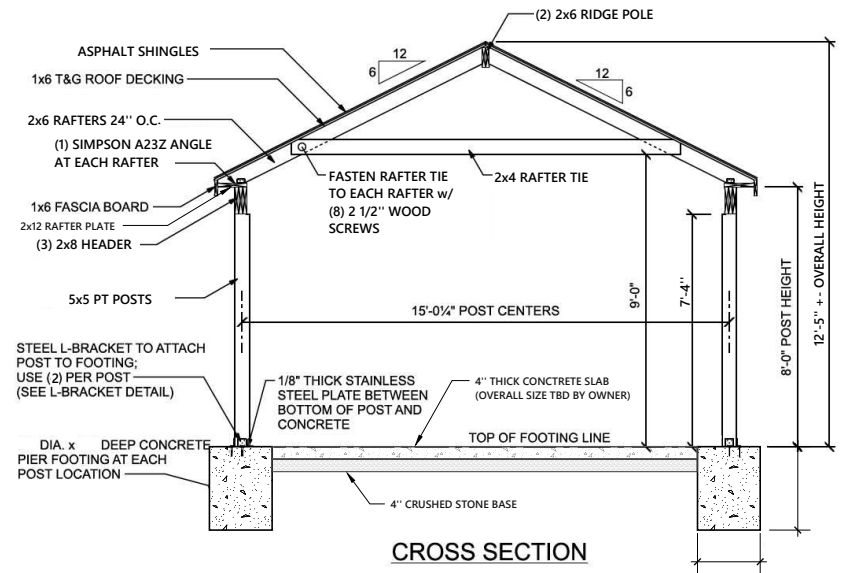 (2) 2x6 RIDGE POLE
ASPHALT SHINGLES
12
6
12
6
1x6 T&G ROOF DECKING
2x6 RAFTERS 24'' O.C.
(1) SIMPSON A23Z ANGLE
AT EACH RAFTER
FASTEN RAFTER TIE
TO EACH RAFTER w/
(8) 2 1/2'' WOOD
SCREWS
2x4 RAFTER TIE
1x6 FASCIA BOARD
2x12 RAFTER PLATE
(3) 2x8 HEADER
5x5 PT POSTS
15'-0¼" POST CENTERS
9'-0"
7'-4''
8'-0" POST HEIGHT
12'-5" +- OVERALL HEIGHT
STEEL L-BRACKET TO ATTACH
POST TO FOOTING;
USE (2) PER POST
(SEE L-BRACKET DETAIL)
1/8" THICK STAINLESS
STEEL PLATE BETWEEN
BOTTOM OF POST AND
CONCRETE
4'' THICK CONCRETE SLAB
(OVERALL SIZE TBD BY OWNER)
TOP OF FOOTING LINE
DIA. x DEEP CONCRETE
PIER FOOTING AT EACH
POST LOCATION
4'' CRUSHED STONE BASE
CROSS SECTION